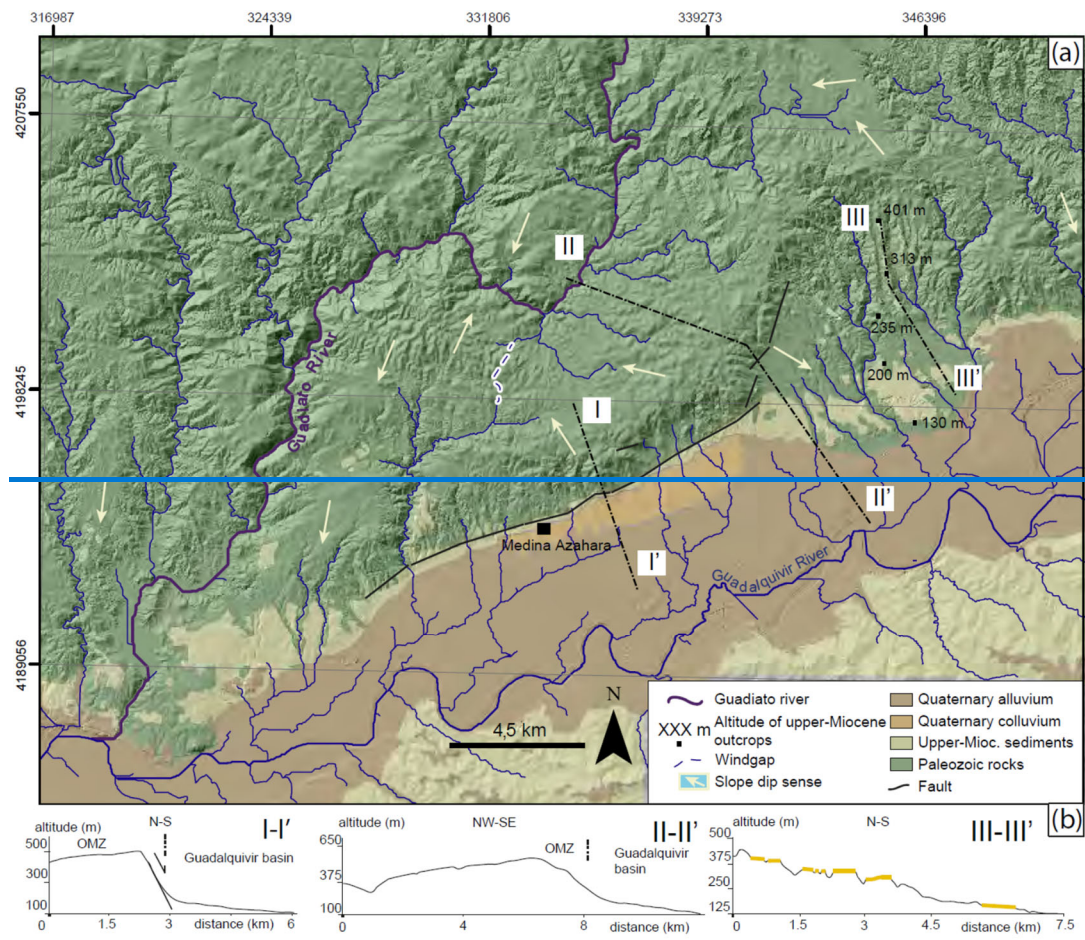 316987 324339 331806 339273 346396
(a)
4207550
4198245
4189056
401 m
III
313 m
II
235 m
200 m
III'
130 m
I
Guadiato River
II'
Medina Azahara
I'
Guadalquivir River
N
4,5 km
Guadiato river
XXX m Altitude of upper-Miocene
outcrops
Windgap
Slope dip sense
Quaternary alluvium
Quaternary colluvium
Upper-Mioc. sediments
Paleozoic rocks
Fault
(b)
altitude (m) N-S I-I'
500 OMZ
300 Guadalquivir basin
100
0 1.5 3 4.5 6
distance (km)
altitude (m) NW-SE II-II'
650 OMZ Guadalquivir
basin
375
100
0 4 8
distance (km)
altitude (m) N-S III-III'
500
375
250
125
0 1.5 3 4.5 7.5
distance (km)